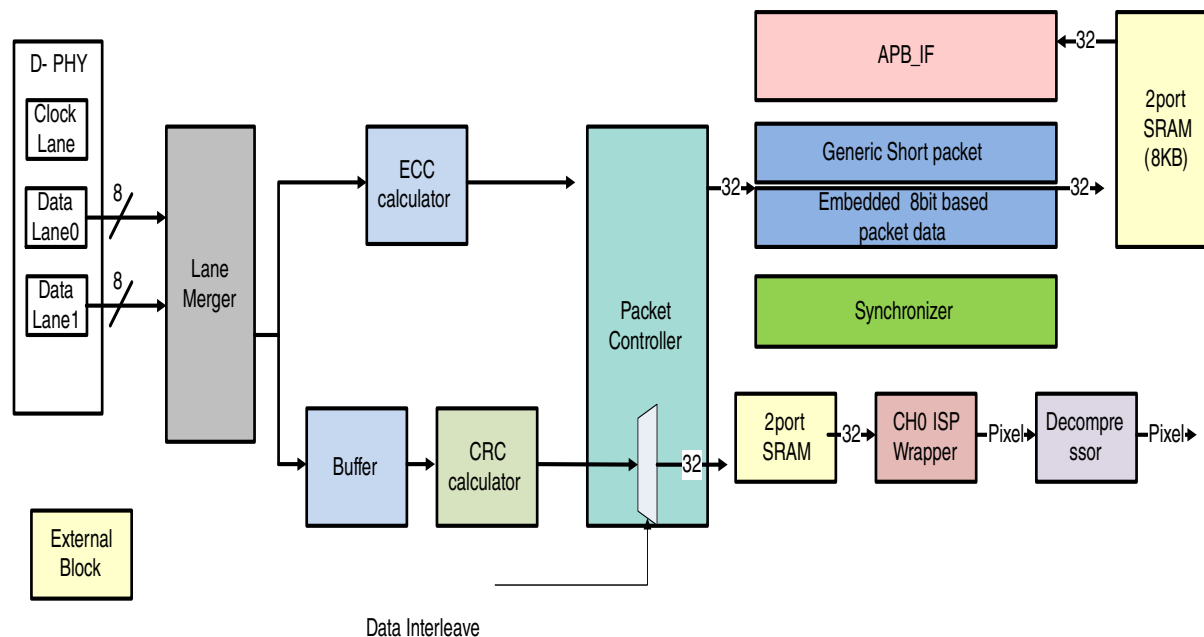 D- PHY
Clock
Lane
Data
Lane0
Data
Lane1
8
8
Lane
Merger
ECC
calculator
Buffer
CRC
calculator
Packet
Controller
32
32
APB_IF
32
Generic Short packet
Embedded 8bit based
packet data
32
2port
SRAM
(8KB)
Synchronizer
2port
SRAM
32
CH0 ISP
Wrapper
Pixel
Decompre
ssor
Pixel
External
Block
Data Interleave